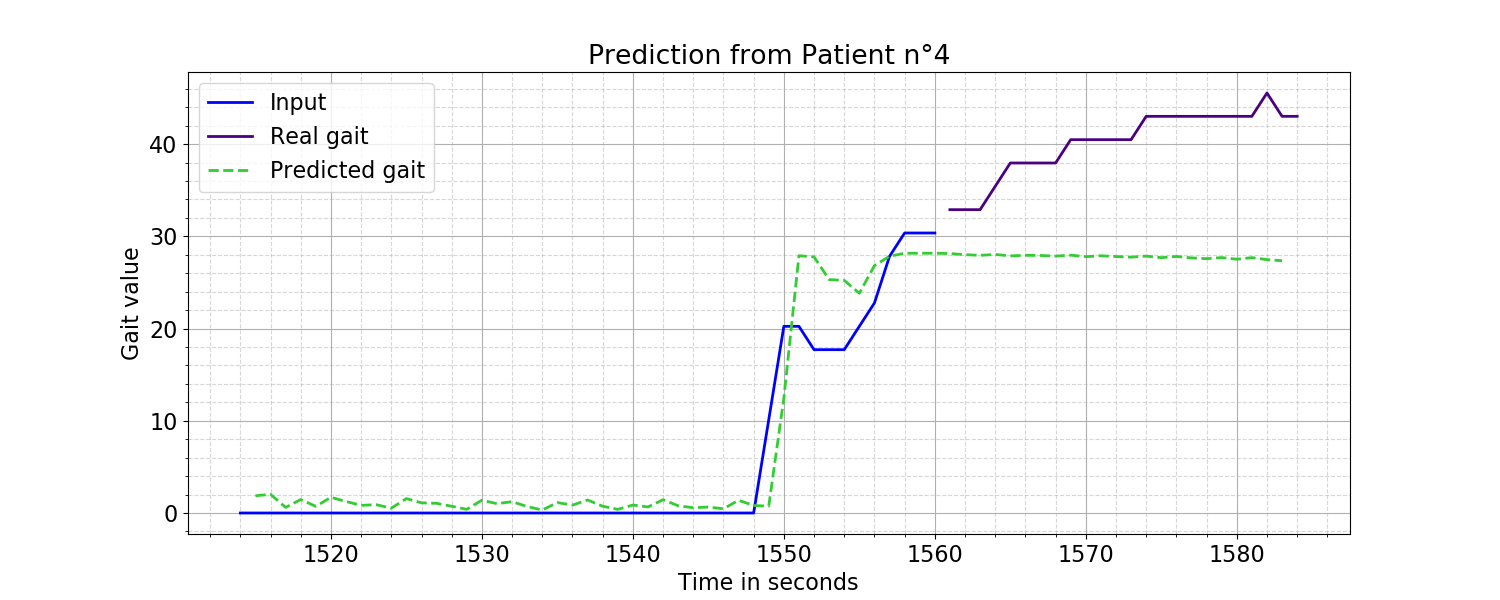 Prediction from Patient n°4
Input
Real gait
Predicted gait
Gait value
40
30
20
10
0
1520 1530 1540 1550 1560 1570 1580
Time in seconds